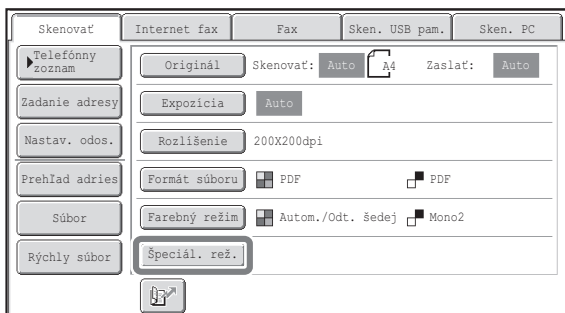 Skenovať Internet fax Fax Sken. USB pam. Sken. PC
Telefónny
zoznam
Originál Skenovať: Auto A4 Zaslať: Auto
Zadanie adresy Expozícia Auto
Nastav. odos. Rozlíšenie 200X200dpi
Prehľad adries Formát súboru PDF PDF
Súbor Farebný režim Autom./Odt. šedej Mono2
Rýchly súbor Špeciál. rež.